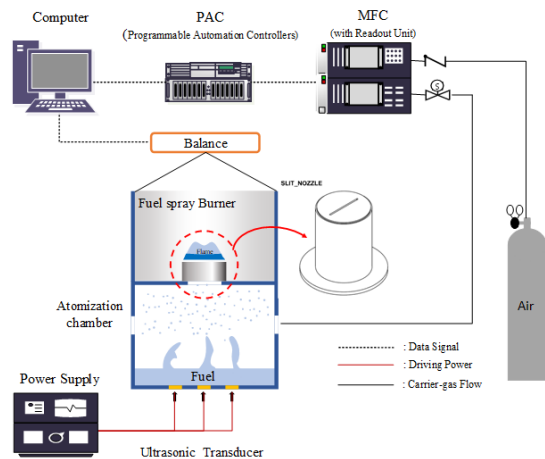 Computer
PAC
(Programmable Automation Controllers)
MFC
(with Readout Unit)
S
Balance
SLIT_NOZZLE
Fuel spray Burner
Flame
Atomization
chamber
Air
Fuel
: Data Signal
: Driving Power
: Carrier-gas Flow
Power Supply
Ultrasonic Transducer